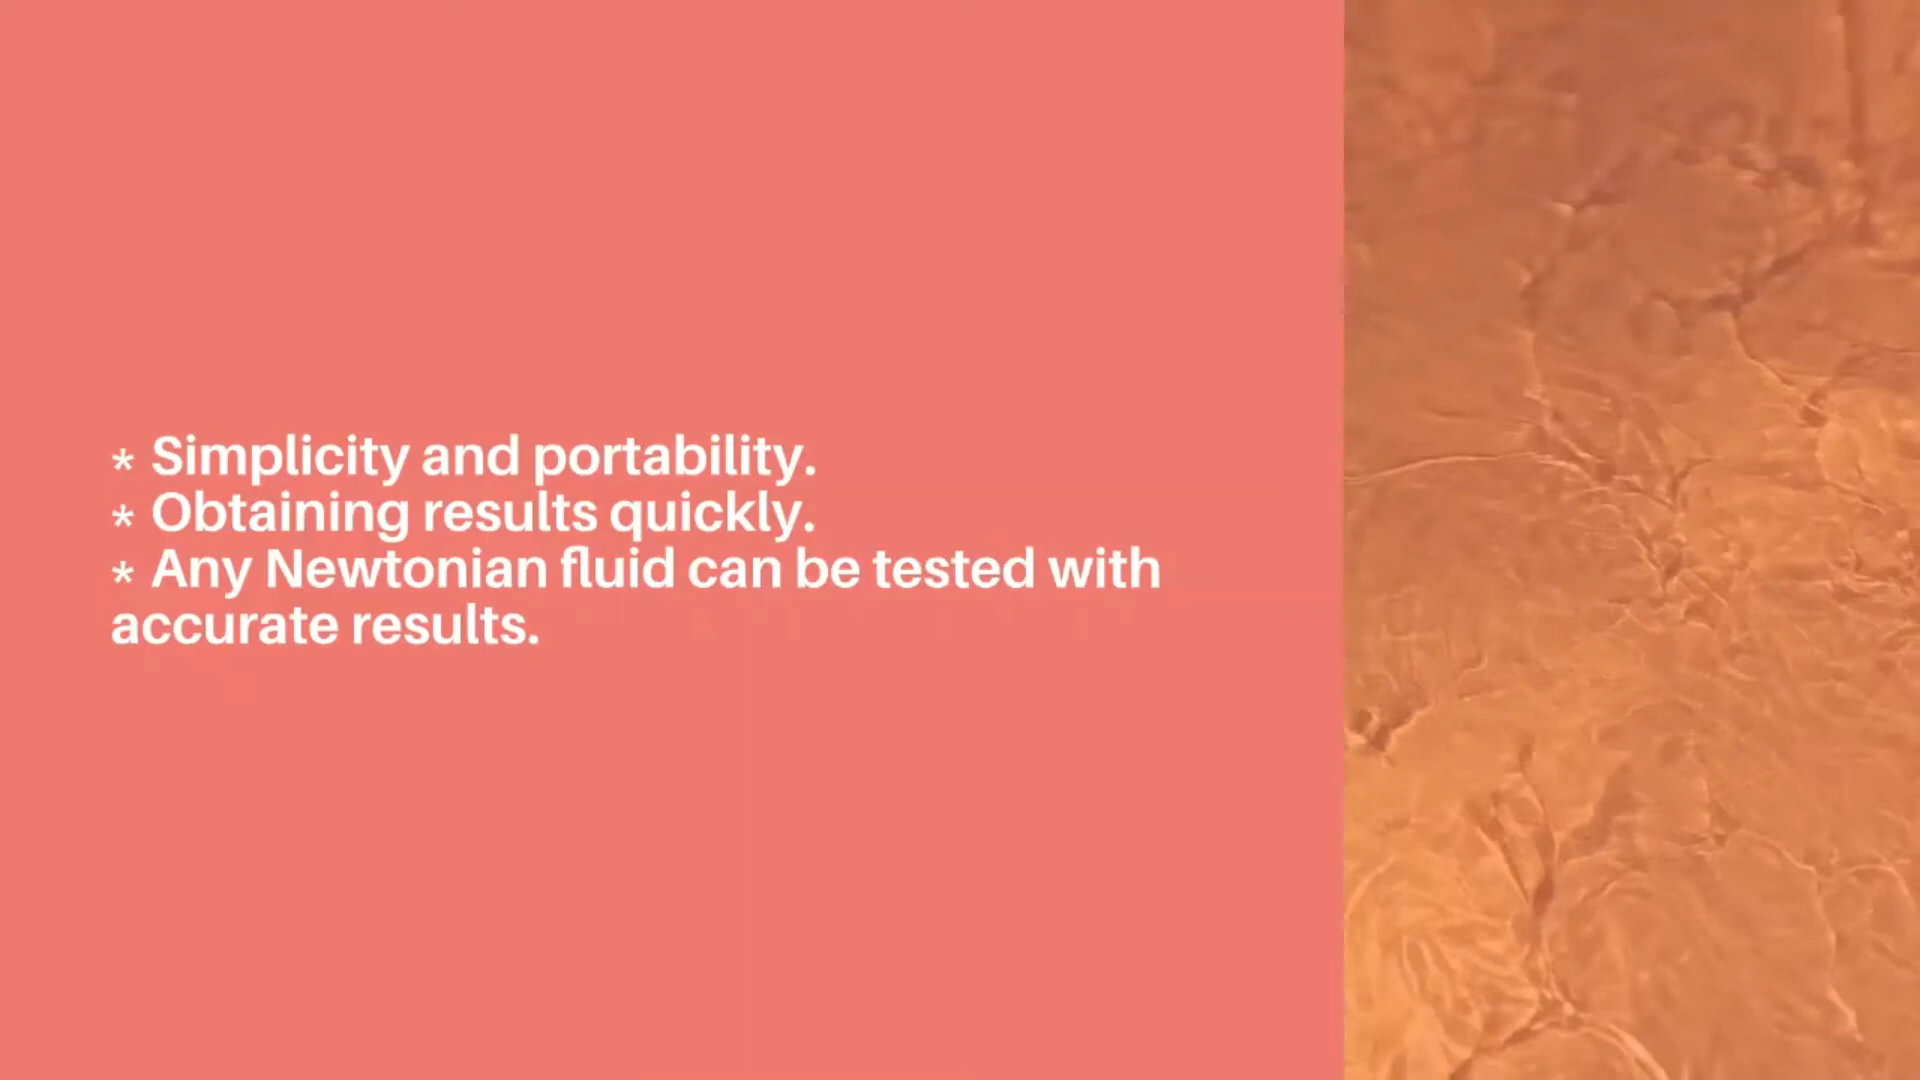 * Simplicity and portability.
* Obtaining results quickly.
* Any Newtonian fluid can be tested with
accurate results.